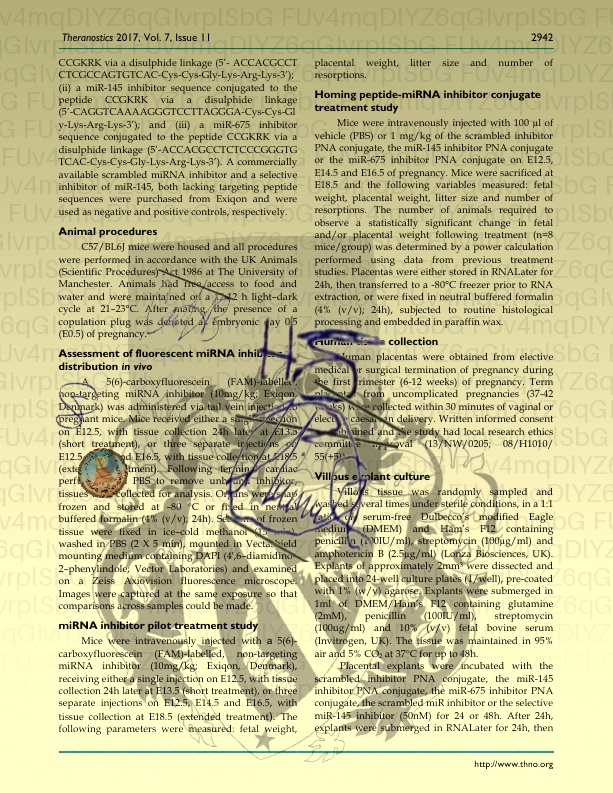 Theranostics 2017, Vol. 7, Issue 11
2942
CCGKRK via a disulphide linkage (5'- ACCACGCCT
CTCGCCAGTGTCAC-Cys-Cys-Gly-Lys-Arg-Lys-3');
(ii) a miR-145 inhibitor sequence conjugated to the
peptide CCGKRK via a disulphide linkage
(5'-CAGGTCAAAAGGGTCCTTAGGGA-Cys-Cys-Gl
y-Lys-Arg-Lys-3'); and (iii) a miR-675 inhibitor
sequence conjugated to the peptide CCGKRK via a
disulphide linkage (5'-ACCACGCCTCTCCCGGGTG
TCAC-Cys-Cys-Gly-Lys-Arg-Lys-3'). A commercially
available scrambled miRNA inhibitor and a selective
inhibitor of miR-145, both lacking targeting peptide
sequences were purchased from Exiqon and were
used as negative and positive controls, respectively.
Animal procedures
C57/BL6J mice were housed and all procedures
were performed in accordance with the UK Animals
(Scientific Procedures) Act 1986 at The University of
Manchester. Animals had free access to food and
water and were maintained on a 12 h light–dark
cycle at 21–23°C. After mating, the presence of a
copulation plug was denoted as embryonic day 0.5
(E0.5) of pregnancy.
Assessment of fluorescent miRNA
distribution in vivo
A 5(6)-carboxyfluorescein (FAM)-labelled,
non-targeting miRNA inhibitor (10mg/kg; Exiqon,
Denmark) was administered via tail vein injection
pregnant mice. Mice received either a single injection
on E12.5, with tissue collection 24h later at E13.5
(short treatment), or three separate injections
E12.5 and E16.5, with tissue collection at E18.5
Following terminal cardiac
PBS to remove unbound inhibitor,
tissues collected for analysis. Organs were
frozen and stored at –80 °C or fixed in neutral
buffered formalin (4% (v/v); 24h). of frozen
tissue were fixed in ice–cold methanol
washed in PBS (2 X 5 min), mounted in Vectashield
mounting medium containing DAPI (4',6–diamidino
2–phenylindole, Vector Laboratories) and examined
on a Zeiss Axiovision fluorescence microscope.
Images were captured at the same exposure so that
comparisons across samples could be made.
miRNA inhibitor pilot treatment study
Mice were intravenously injected with a 5(6)-
carboxyfluorescein (FAM)-labelled, non-targeting
miRNA inhibitor (10mg/kg; Exiqon, Denmark),
receiving either a single injection on E12.5, with tissue
collection 24h later at E13.5 (short treatment), or three
separate injections on E12.5, E14.5 and E16.5, with
tissue collection at E18.5 (extended treatment). The
following parameters were measured: fetal weight,
placental weight, litter size and number of
resorptions.
Homing peptide-miRNA inhibitor conjugate
treatment study
Mice were intravenously injected with 100 µl of
vehicle (PBS) or 1 mg/kg of the scrambled inhibitor
PNA conjugate, the miR-145 inhibitor PNA conjugate
or the miR-675 inhibitor PNA conjugate on E12.5,
E14.5 and E16.5 of pregnancy. Mice were sacrificed at
E18.5 and the following variables measured: fetal
weight, placental weight, litter size and number of
resorptions. The number of animals required to
observe a statistically significant change in fetal
and/or placental weight following treatment (n=8
mice/group) was determined by a power calculation
performed using data from previous treatment
studies. Placentas were either stored in RNALater for
24h, then transferred to a -80°C freezer prior to RNA
extraction, or were fixed in neutral buffered formalin
(4% (v/v); 24h), subjected to routine histological
processing and embedded in paraffin wax.
Human collection
Human placentas were obtained from elective
medical or surgical termination of pregnancy during
the first trimester (6-12 weeks) of pregnancy. Term
from uncomplicated pregnancies (37-42
were collected within 30 minutes of vaginal or
caesarean delivery. Written informed consent
and the study had local research ethics
committee approval (13/NW/0205; 08/H1010/
55(+5)
Villous explant culture
Villous tissue was randomly sampled and
washed several times under sterile conditions, in a 1:1
serum-free Dulbecco's modified Eagle
medium (DMEM) and Ham's F12 containing
penicillin (100IU/ml), streptomycin (100µg/ml) and
amphotericin B (2.5µg/ml) (Lonza Biosciences, UK).
Explants of approximately 2mm³ were dissected and
placed into 24-well culture plates (1/well), pre-coated
with 1% (w/v) agarose. Explants were submerged in
1ml of DMEM/Ham's F12 containing glutamine
(2mM), penicillin (100IU/ml), streptomycin
(100ug/ml) and 10% (v/v) fetal bovine serum
(Invitrogen, UK). The tissue was maintained in 95%
air and 5% CO₂ at 37°C for up to 48h.
Placental explants were incubated with the
scrambled inhibitor PNA conjugate, the miR-145
inhibitor PNA conjugate, the miR-675 inhibitor PNA
conjugate, the scrambled miR inhibitor or the selective
miR-145 inhibitor (50nM) for 24 or 48h. After 24h,
explants were submerged in RNALater for 24h, then
http://www.thno.org